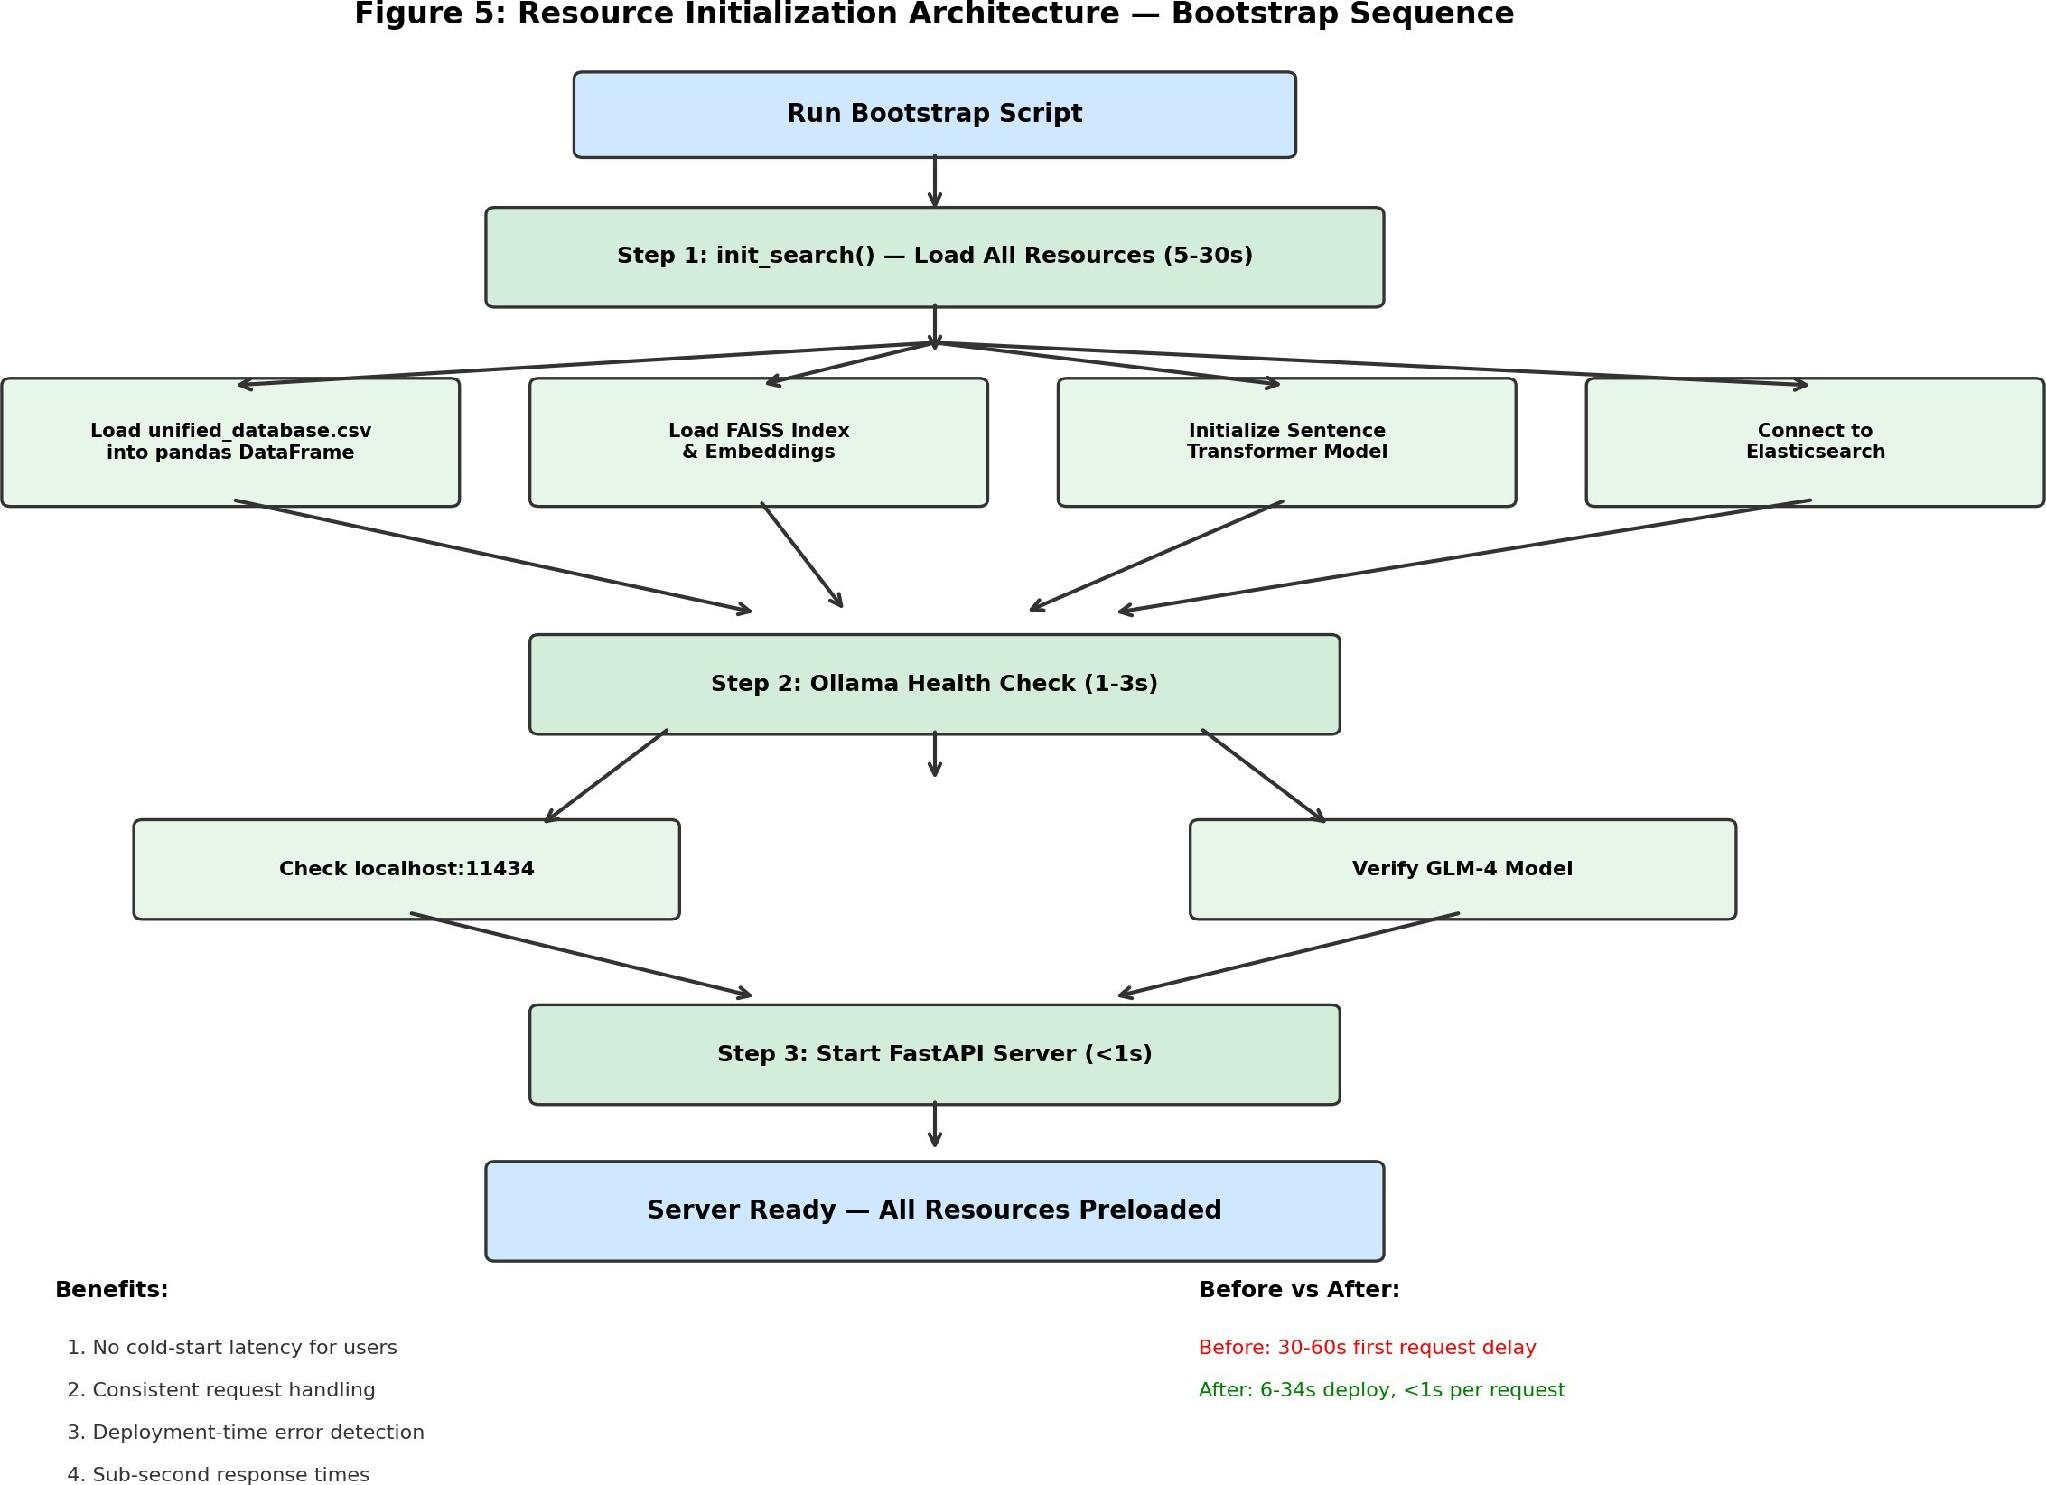 Figure 5: Resource Initialization Architecture — Bootstrap Sequence
Run Bootstrap Script
Step 1: init_search() — Load All Resources (5-30s)
Load unified_database.csv
into pandas DataFrame
Load FAISS Index
& Embeddings
Initialize Sentence
Transformer Model
Connect to
Elasticsearch
Step 2: Ollama Health Check (1-3s)
Check localhost:11434
Verify GLM-4 Model
Step 3: Start FastAPI Server (<1s)
Server Ready — All Resources Preloaded
Benefits:
1. No cold-start latency for users
2. Consistent request handling
3. Deployment-time error detection
4. Sub-second response times
Before vs After:
Before: 30-60s first request delay
After: 6-34s deploy, <1s per request